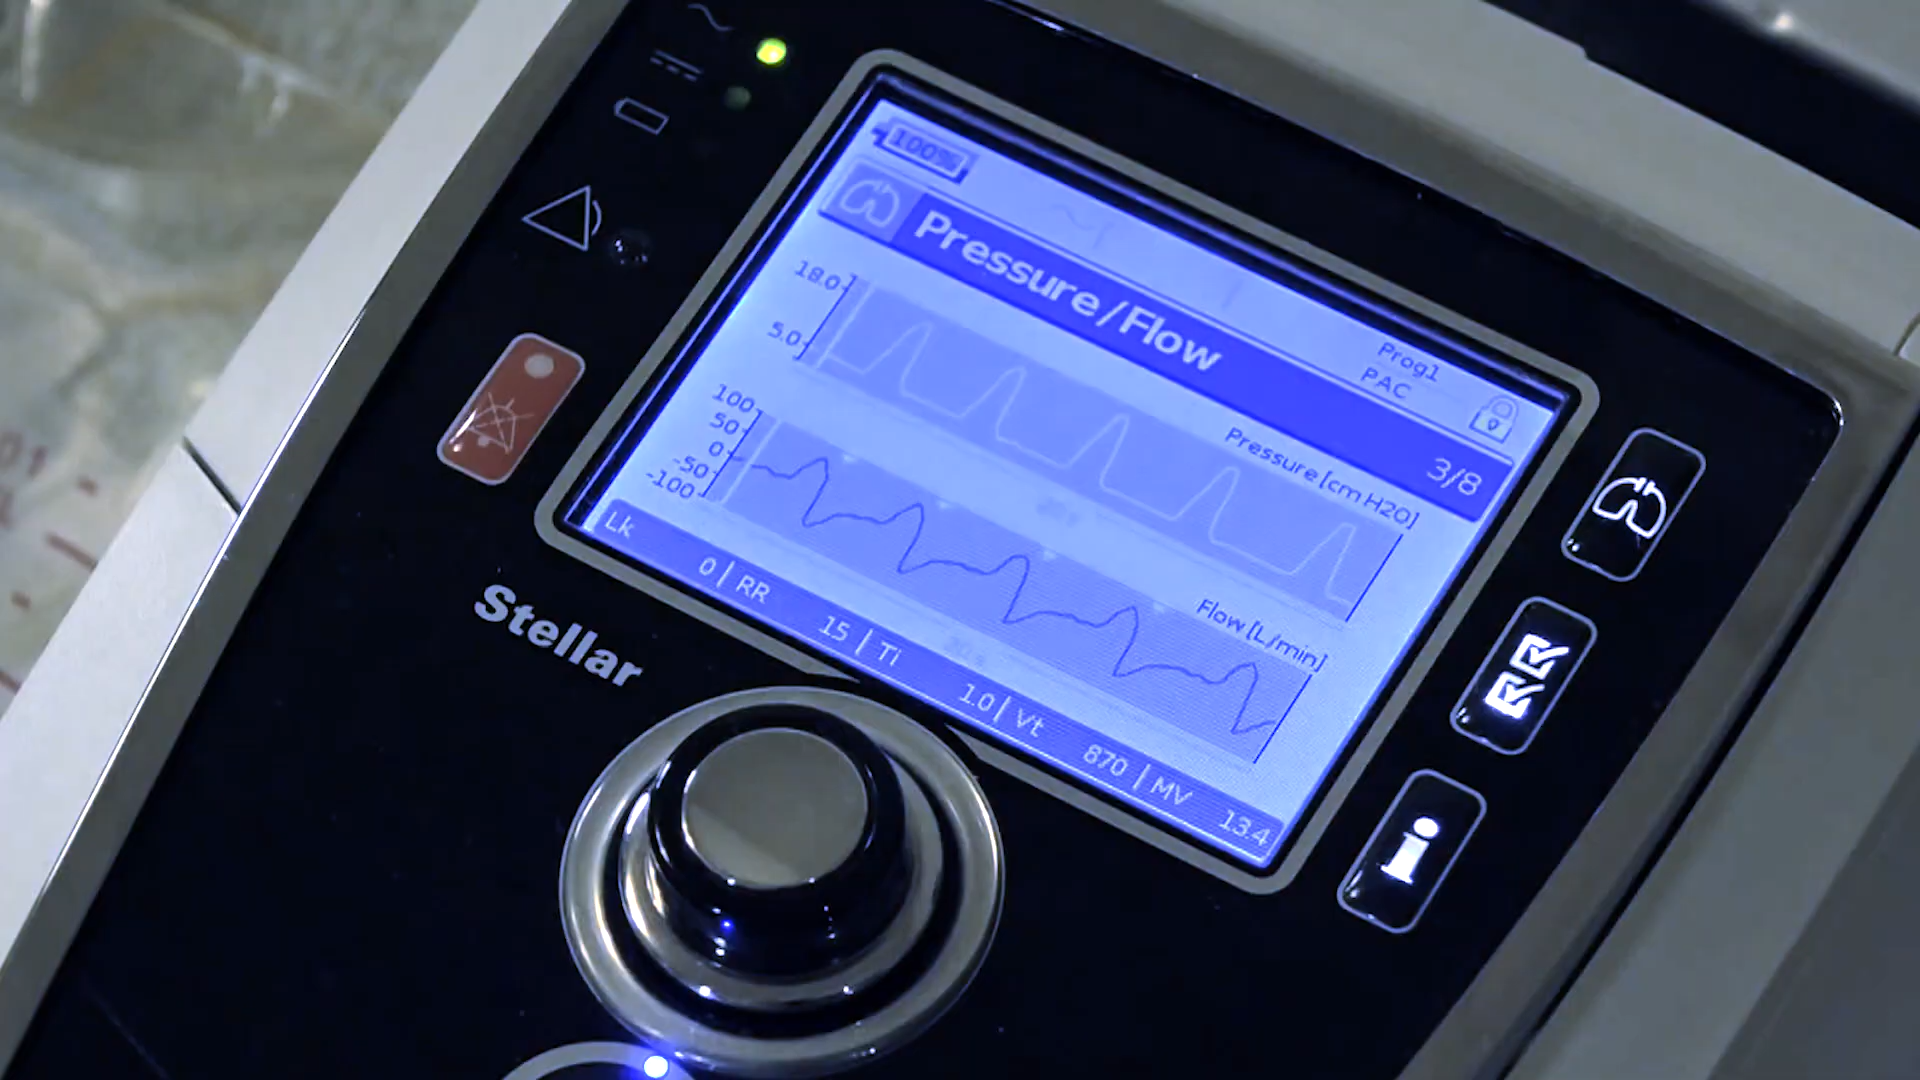 100%
Prog1
PAC
Pressure/Flow
3/8
Pressure [cm H2O]
18.0
5.0
Flow [L/min]
100
50
0
-50
-100
Lk 0 | RR 15 | Ti 1.0 | Vt 870 | MV 13.4
Stellar
i